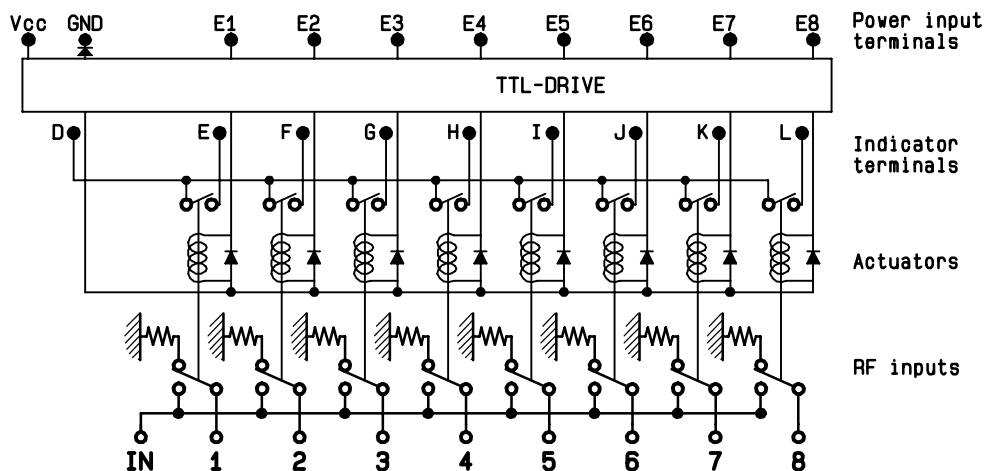 Vcc GND E1 E2 E3 E4 E5 E6 E7 E8 Power input
terminals
TTL-DRIVE
D E F G H I J K L Indicator
terminals
Actuators
RF inputs
IN 1 2 3 4 5 6 7 8